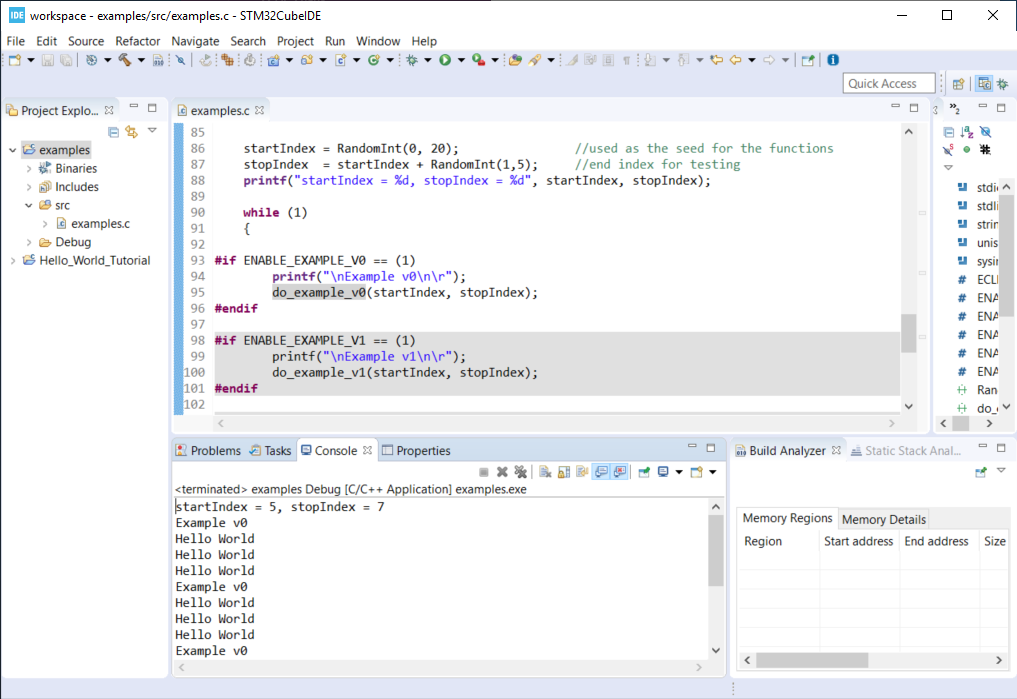 IDE workspace - examples/src/examples.c - STM32CubeIDE
File Edit Source Refactor Navigate Search Project Run Window Help
Quick Access
Project Explo...
examples
Binaries
Includes
src
examples.c
Debug
Hello_World_Tutorial
examples.c
85
86 startIndex = RandomInt(0, 20); //used as the seed for the functions
87 stopIndex  = startIndex + RandomInt(1,5); //end index for testing
88 printf("startIndex = %d, stopIndex = %d", startIndex, stopIndex);
89
90 while (1)
91 {
92
93 #if ENABLE_EXAMPLE_V0 == (1)
94 printf("\nExample v0\n\r");
95 do_example_v0(startIndex, stopIndex);
96 #endif
97
98 #if ENABLE_EXAMPLE_V1 == (1)
99 printf("\nExample v1\n\r");
100 do_example_v1(startIndex, stopIndex);
101 #endif
102
»2
stdi
stdli
strin
unis
sysin
# ECLI
# ENA
# ENA
# ENA
# ENA
# ENA
Ran
do_
Problems Tasks Console Properties
<terminated> examples Debug [C/C++ Application] examples.exe
startIndex = 5, stopIndex = 7
Example v0
Hello World
Hello World
Hello World
Example v0
Hello World
Hello World
Hello World
Example v0
Build Analyzer Static Stack Anal...
Memory Regions Memory Details
Region Start address End address Size